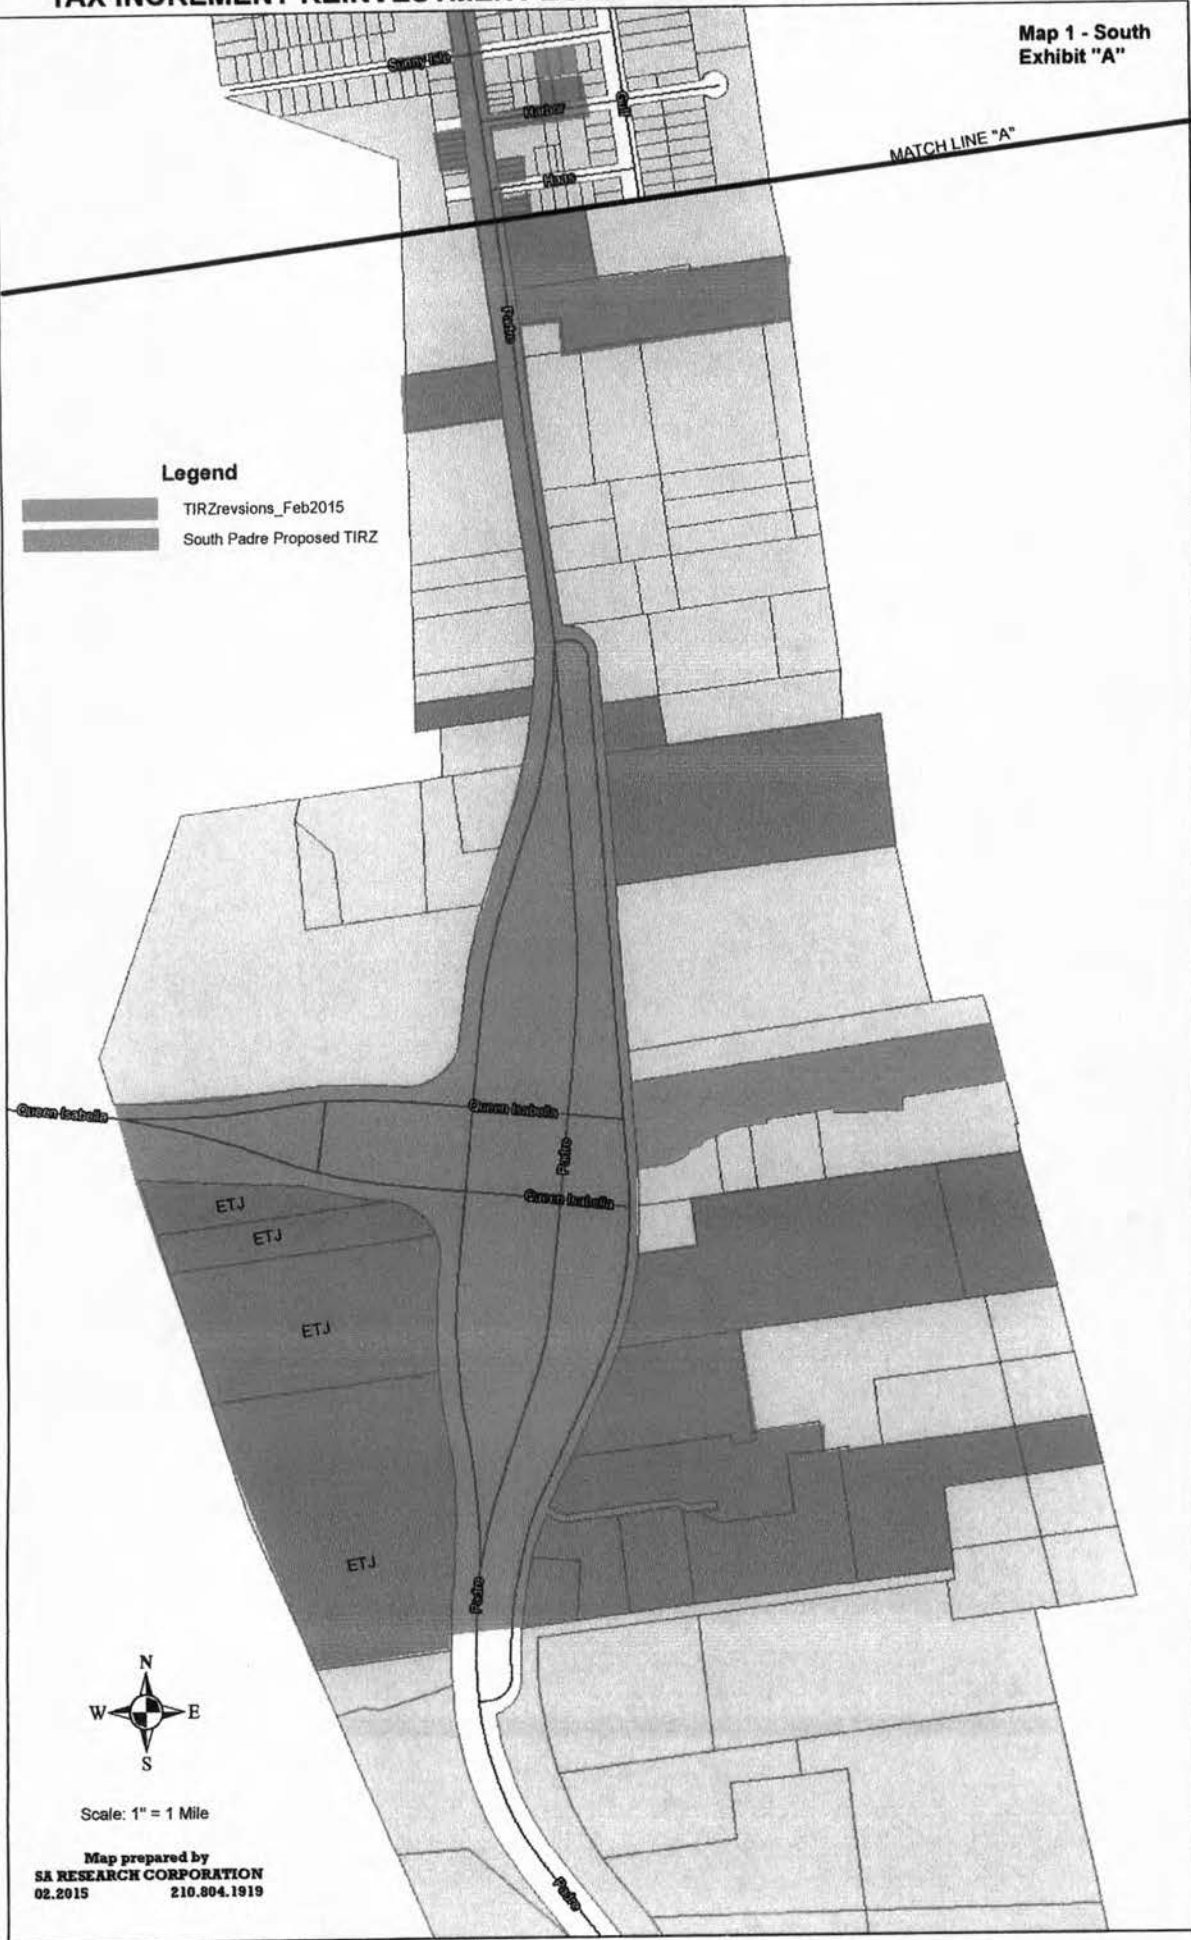 Map 1 - South
Exhibit "A"
Sunny Isle
Harbor
Gulf
MATCH LINE "A"
Haas
Padre
Legend
TIRZrevsions_Feb2015
South Padre Proposed TIRZ
Queen Isabella
Queen Isabella
Padre
Queen Isabella
ETJ
ETJ
ETJ
ETJ
Padre
N
W E
S
Scale: 1" = 1 Mile
Map prepared by
SA RESEARCH CORPORATION
02.2015 210.804.1919
Padre